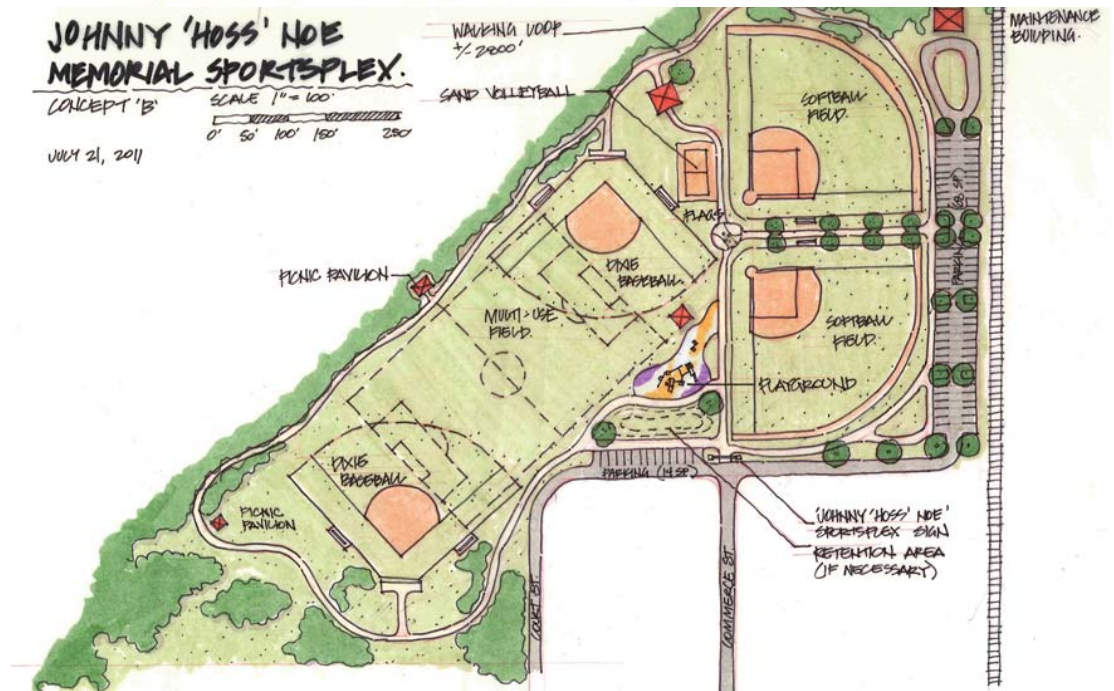 JOHNNY 'HOSS' NOE
MEMORIAL SPORTSPLEX.
CONCEPT 'B'
SCALE 1" = 100'
0' 50' 100' 150' 250'
JULY 21, 2011
WALKING LOOP
+/- 2800'
SAND VOLLEYBALL
MAINTENANCE
BUILDING.
SOFTBALL
FIELD.
FLAGS
PARKING (68 SP)
DIXIE
BASEBALL
PICNIC PAVILION
MULTI-USE
FIELD.
SOFTBALL
FIELD.
PLAYGROUND
DIXIE
BASEBALL
PARKING (14 SP)
PICNIC
PAVILION
'JOHNNY 'HOSS' NOE'
SPORTSPLEX SIGN
RETENTION AREA
(IF NECESSARY)
COURT ST.
COMMERCE ST.